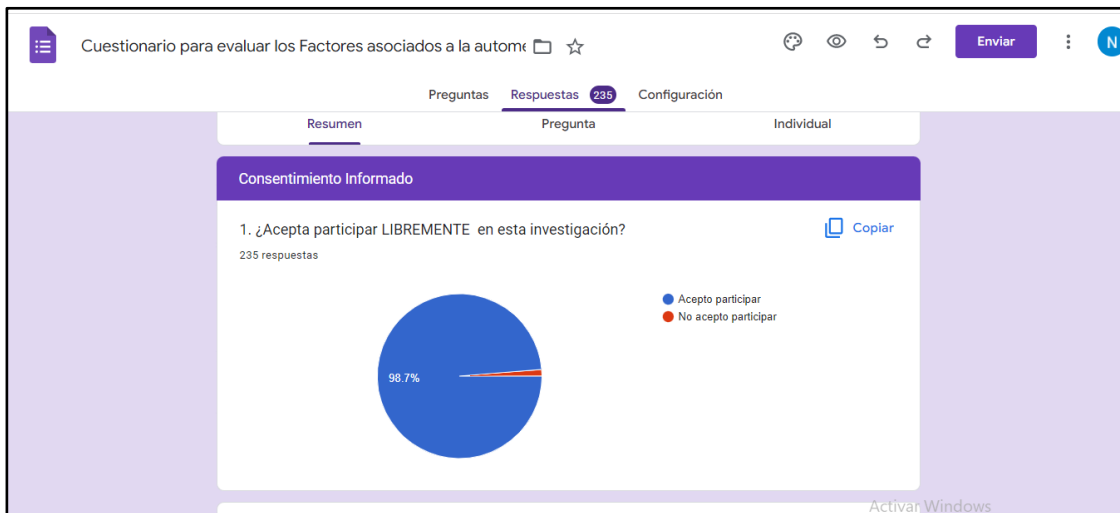 Cuestionario para evaluar los Factores asociados a la autome
Enviar
N
Preguntas Respuestas 235 Configuración
Resumen Pregunta Individual
Consentimiento Informado
1. ¿Acepta participar LIBREMENTE en esta investigación?
Copiar
235 respuestas
Acepto participar
No acepto participar
98.7%
Activar Windows